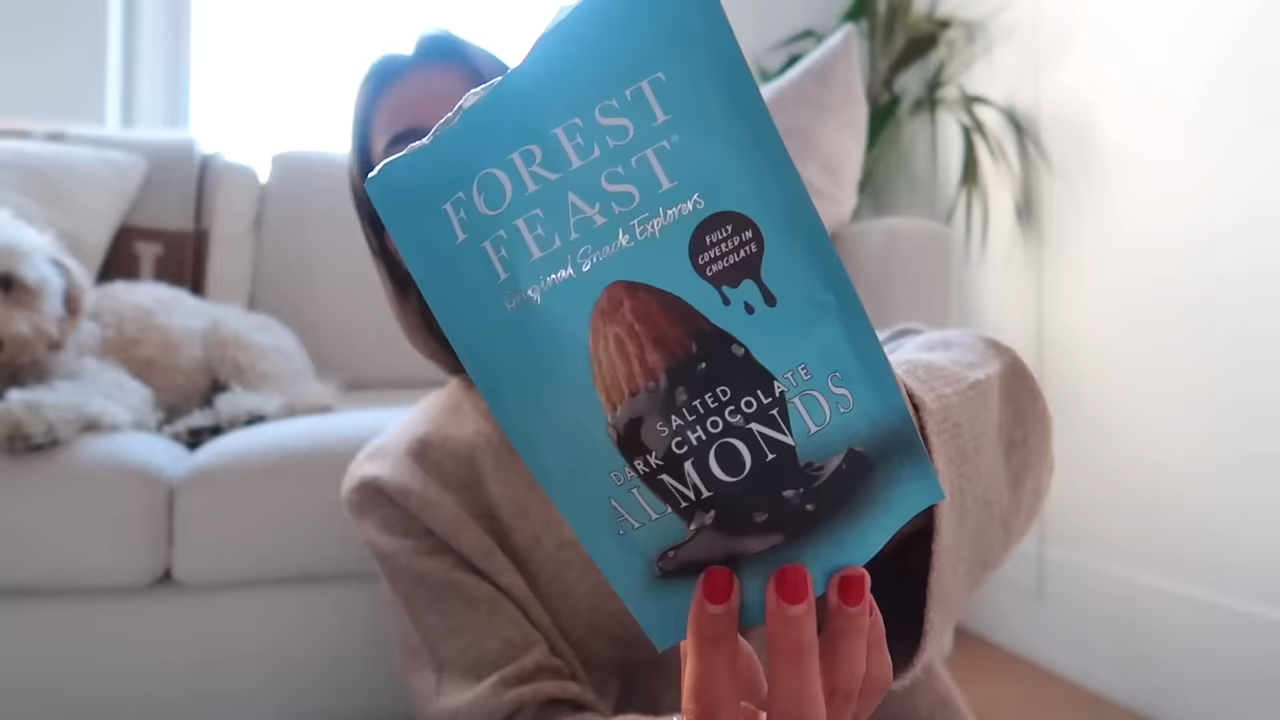 FOREST
FEAST®
Original Snack Explorers
FULLY
COVERED IN
CHOCOLATE
SALTED
DARK CHOCOLATE
ALMONDS
L